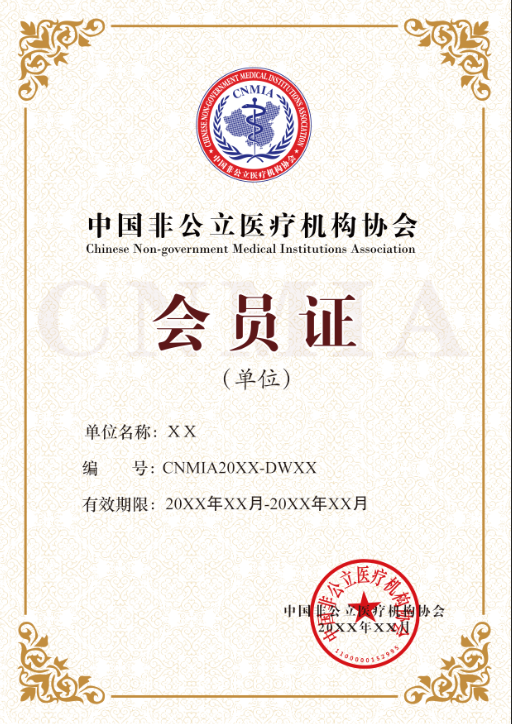 CHINESE NON-GOVERNMENT MEDICAL INSTITUTIONS ASSOCIATION
CNMIA
中国非公立医疗机构协会
中国非公立医疗机构协会
Chinese Non-government Medical Institutions Association
CNMIA
会员证
（单位）
单位名称：XX
编 号：CNMIA20XX-DWXX
有效期限：20XX年XX月-20XX年XX月
中国非公立医疗机构协会
中国非公立医疗机构协会
20XX年XX月